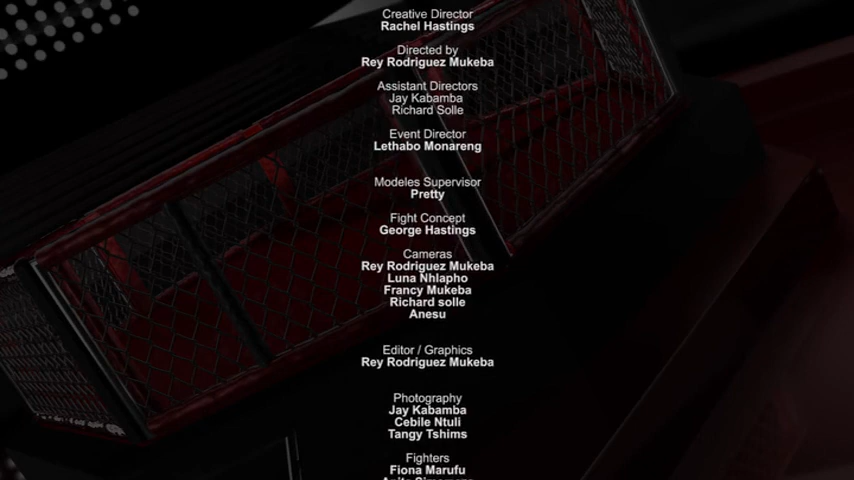 Creative Director
Rachel Hastings
Directed by
Rey Rodriguez Mukeba
Assistant Directors
Jay Kabamba
Richard Solle
Event Director
Lethabo Monareng
Modeles Supervisor
Pretty
Fight Concept
George Hastings
Cameras
Rey Rodriguez Mukeba
Luna Nhlapho
Francy Mukeba
Richard solle
Anesu
Editor / Graphics
Rey Rodriguez Mukeba
Photography
Jay Kabamba
Cebile Ntuli
Tangy Tshims
Fighters
Fiona Marufu